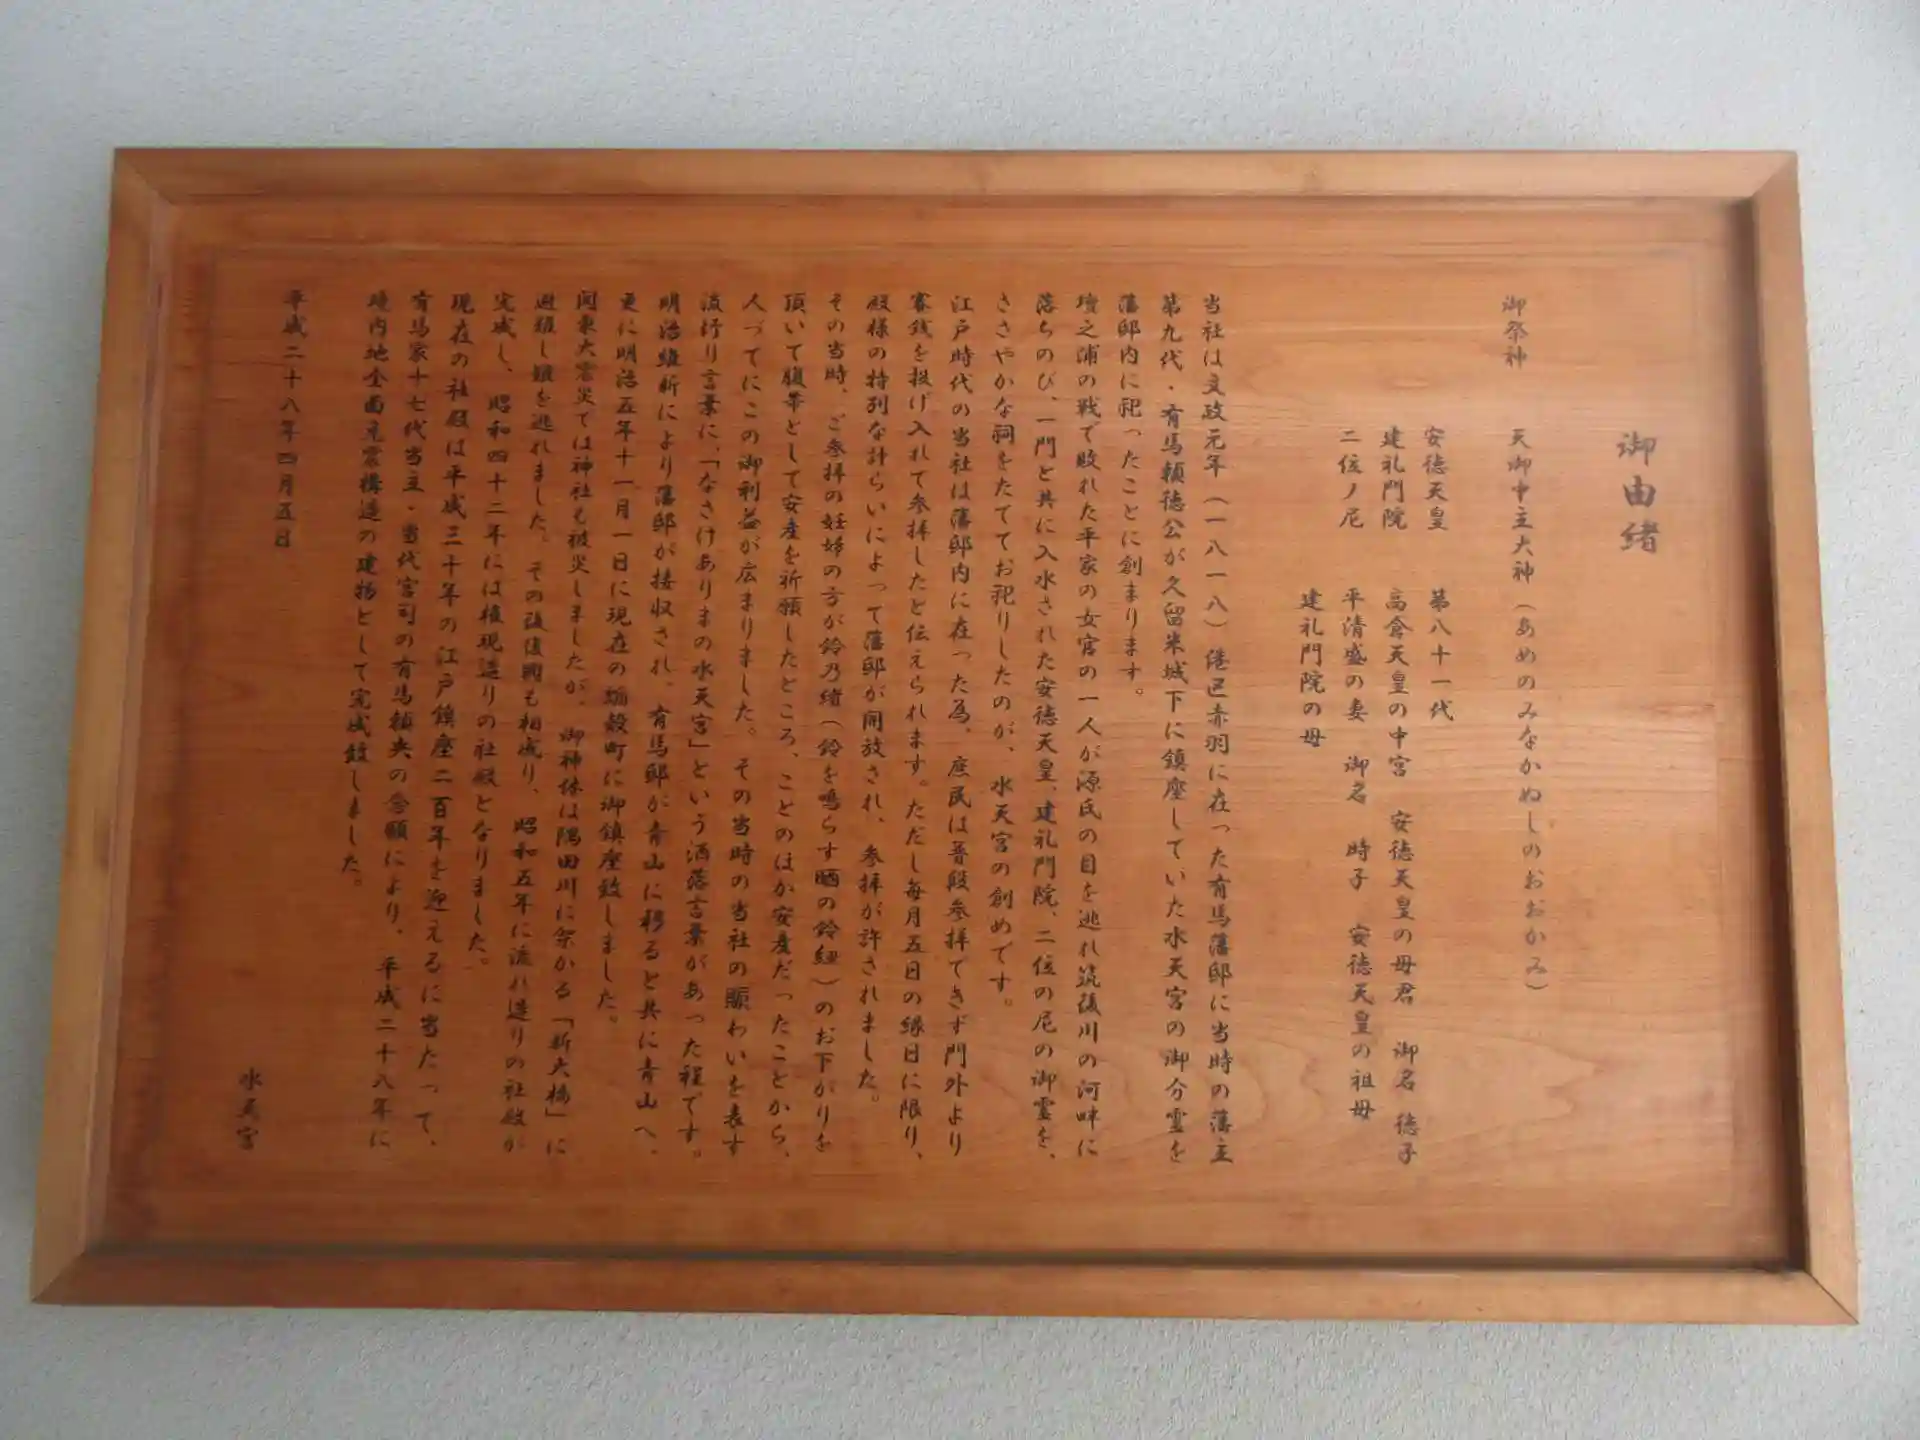 御由緒
御祭神　天御中主大神（あめのみなかぬしのおおかみ）
安徳天皇　第八十一代
建礼門院　高倉天皇の中宮　安徳天皇の母君　御名　徳子
二位ノ尼　平清盛の妻　御名　時子　安徳天皇の祖母
建礼門院の母
当社は文政元年（一八一八）港区赤羽に在った有馬藩邸に当時の藩主
第九代・有馬頼徳公が久留米城下に鎮座していた水天宮の御分霊を
藩邸内に祀ったことに創まります。
壇之浦の戦で敗れた平家の女官の一人が源氏の目を逃れ筑後川の河畔に
落ちのび、一門と共に入水された安徳天皇、建礼門院、二位の尼の御霊を、
ささやかな祠をたててお祀りしたのが、水天宮の創めです。
江戸時代の当社は藩邸内に在った為、庶民は普段参拝できず門外より
賽銭を投げ入れて参拝したと伝えられます。ただし毎月五日の縁日に限り、
殿様の特別な計らいによって藩邸が開放され、参拝が許されました。
その当時、ご参拝の妊婦の方が鈴乃緒（鈴を鳴らす晒の鈴紐）のお下がりを
頂いて腹帯として安産を祈願したところ、ことのほか安産だったことから、
人づてにこの御利益が広まりました。その当時の当社の賑わいを表す
流行り言葉に、「なさけありまの水天宮」という洒落言葉があった程です。
明治維新により藩邸が接収され、有馬邸が青山に移ると共に青山へ、
更に明治五年十一月一日に現在の蛎殻町に御鎮座致しました。
関東大震災では神社も被災しましたが、御神体は隅田川に架かる「新大橋」に
避難し難を逃れました。その後復興も相成り、昭和五年に流れ造りの社殿が
完成し、昭和四十二年には権現造りの社殿となりました。
現在の社殿は平成三十年の江戸鎮座二百年を迎えるに当たって、
有馬家十七代当主・当代宮司の有馬頼央の念願により、平成二十八年に
境内地全面免震構造の建物として完成致しました。
平成二十八年四月五日
水天宮